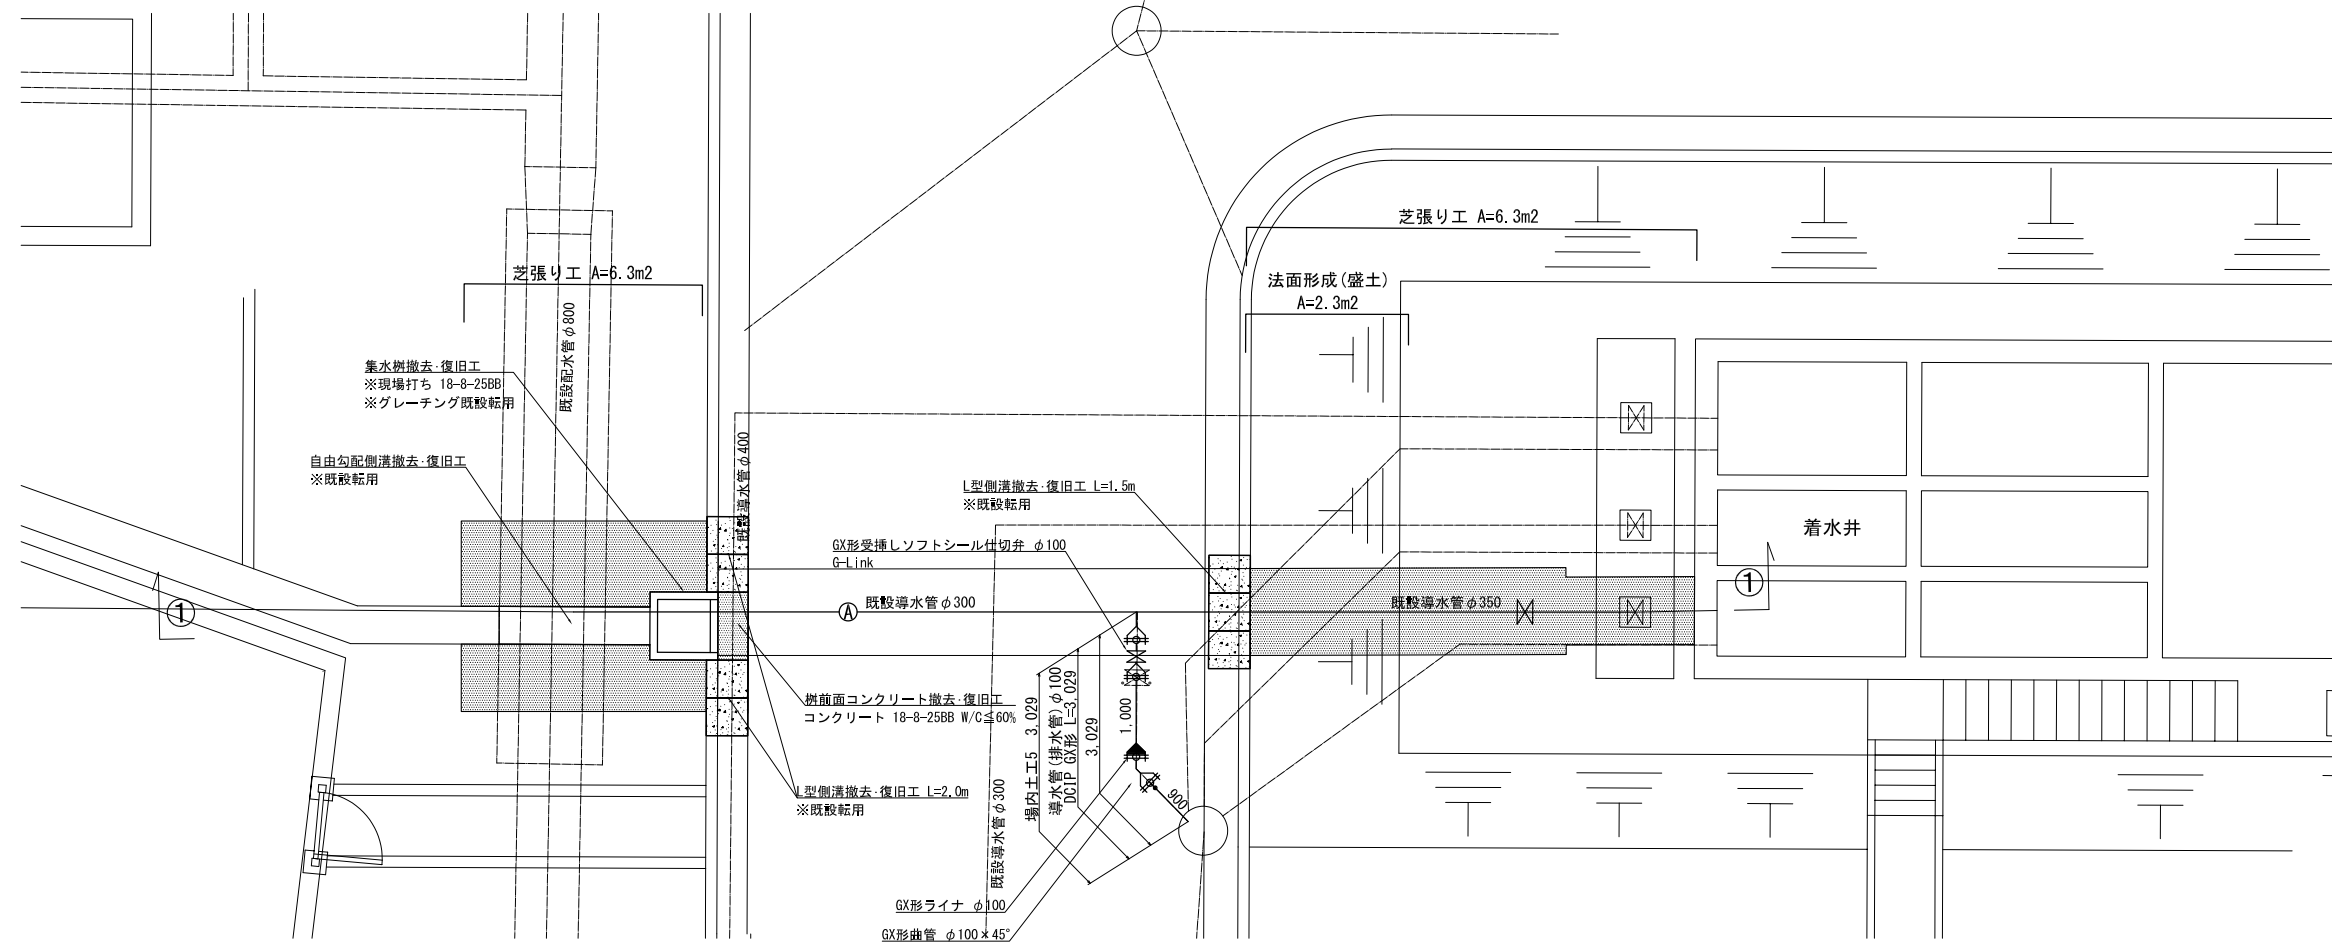 芝張り工 A=6.3m2
芝張り工 A=6.3m2
法面形成(盛土)
A=2.3m2
既設配水管φ800
集水桝撤去·復旧工
※現場打ち 18-8-25BB
※グレーチング既設転用
自由勾配側溝撤去·復旧工
※既設転用
既設導水管φ400
L型側溝撤去·復旧工 L=1.5m
※既設転用
GX形受挿しソフトシール仕切弁 φ100
G-Link
着水井
1
A
既設導水管φ300
既設導水管φ350
1
桝前面コンクリート撤去·復旧工
コンクリート 18-8-25BB W/C≦60%
場内土工5 3,029
導水管(排水管)φ100
DCIP GX形 L=3,029
3,029
1,000
900
L型側溝撤去·復旧工 L=2.0m
※既設転用
既設導水管φ300
GX形ライナ φ100
GX形曲管 φ100×45°